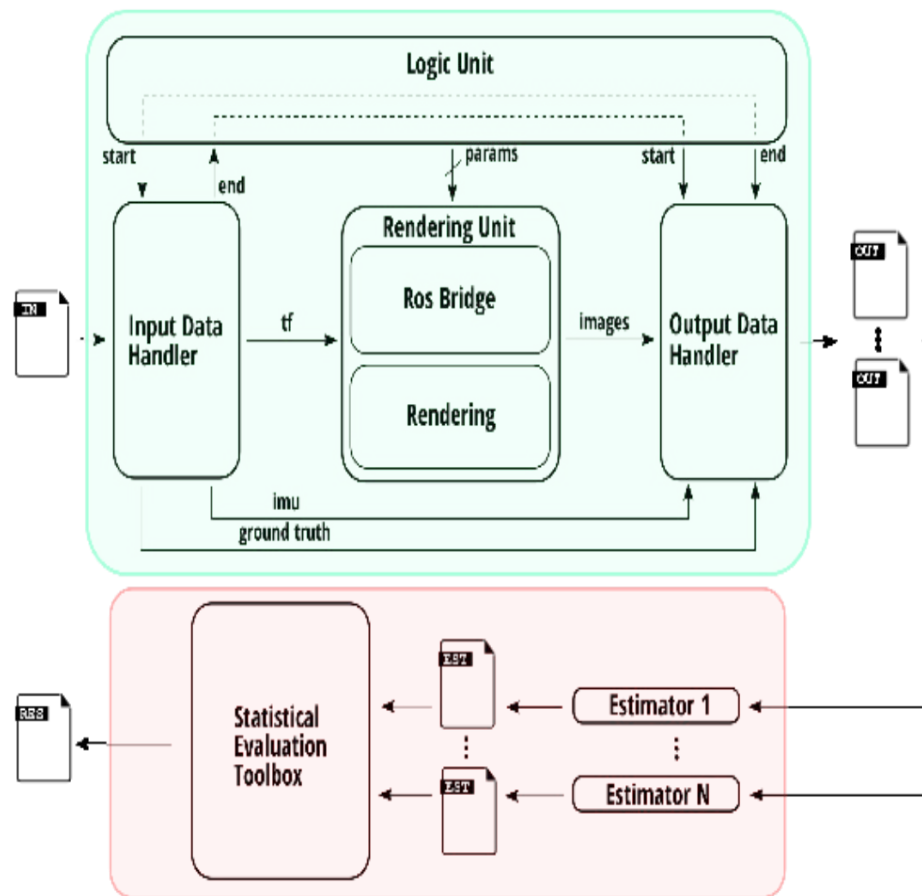 Logic Unit
start
end
params
start
end
IN
Input Data
Handler
tf
Rendering Unit
Ros Bridge
Rendering
images
Output Data
Handler
OUT
OUT
imu
ground truth
RES
Statistical
Evaluation
Toolbox
EST
EST
Estimator 1
Estimator N